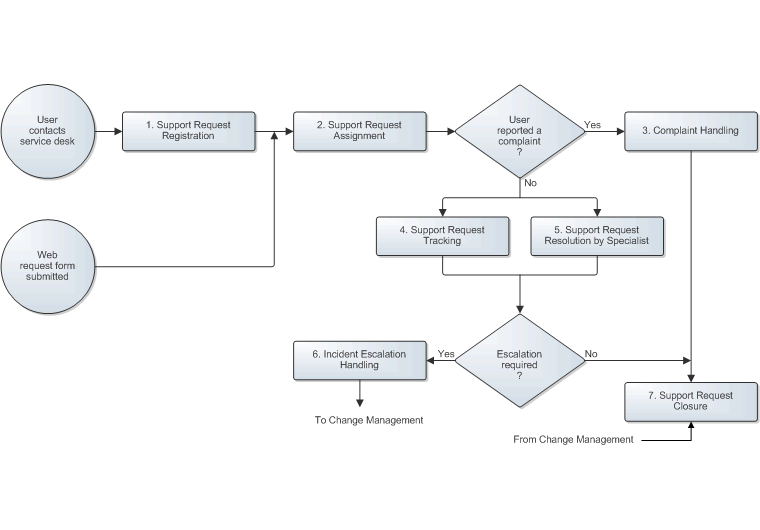 User
contacts
service desk
1. Support Request
Registration
2. Support Request
Assignment
User
reported a
complaint
?
Yes
3. Complaint Handling
No
4. Support Request
Tracking
5. Support Request
Resolution by Specialist
Web
request form
submitted
6. Incident Escalation
Handling
Yes
Escalation
required
?
No
7. Support Request
Closure
To Change Management
From Change Management